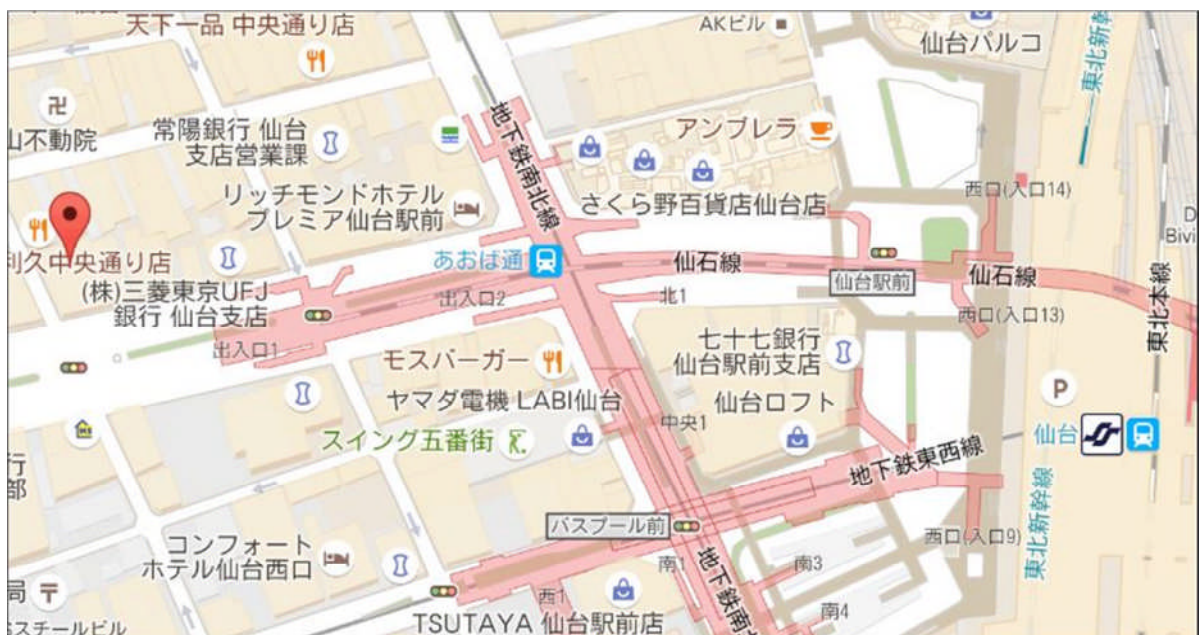 天下一品 中央通り店
AKビル
仙台パルコ
東北新幹線
山不動院
常陽銀行 仙台
支店営業課
地下鉄南北線
アンブレラ
リッチモンドホテル
プレミア仙台駅前
さくら野百貨店仙台店
西口(入口14)
利久中央通り店
あおば通
仙石線
仙台駅前
仙石線
(株)三菱東京UFJ
銀行 仙台支店
出入口2
北1
西口(入口13)
東北本線
出入口1
モスバーガー
七十七銀行
仙台駅前支店
P
ヤマダ電機 LABI仙台
仙台ロフト
スイング五番街
中央1
仙台
行
部
地下鉄東西線
バスプール前
西口(入口9)
東北新幹線
コンフォート
ホテル仙台西口
南1
南3
局
西1
地下鉄南北
南4
TSUTAYA 仙台駅前店
スチールビル